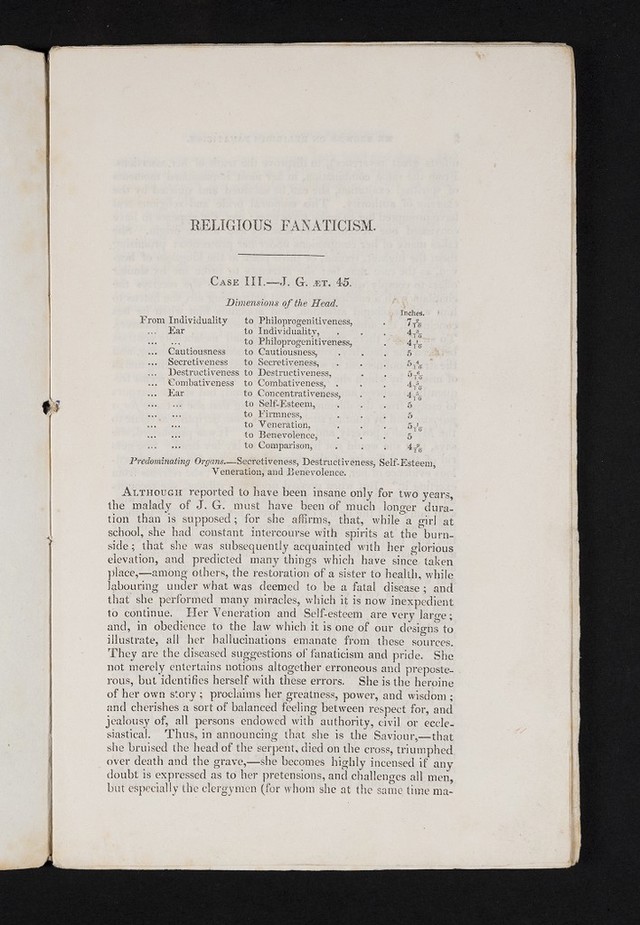 RELIGIOUS FANATICISM.
CASE III.—J. G. ÆT. 45.
Dimensions of the Head.
Inches.
From Individuality to Philoprogenitiveness, .
... Ear to Individuality, . . .
... ... to Philoprogenitiveness, .
... Cautiousness to Cautiousness, . . . 5
... Secretiveness to Secretiveness, . . .
... Destructiveness to Destructiveness, . .
... Combativeness to Combativeness, . . .
... Ear to Concentrativeness, . .
... ... to Self-Esteem, . . . 5
... ... to Firmness, . . . 5
... ... to Veneration, . . . 5 1/16
... ... to Benevolence, . . . 5
... ... to Comparison, . . .
Predominating Organs.—Secretiveness, Destructiveness, Self-Esteem,
Veneration, and Benevolence.
ALTHOUGH reported to have been insane only for two years,
the malady of J. G. must have been of much longer dura-
tion than is supposed; for she affirms, that, while a girl at
school, she had constant intercourse with spirits at the burn-
side; that she was subsequently acquainted with her glorious
elevation, and predicted many things which have since taken
place,—among others, the restoration of a sister to health, while
labouring under what was deemed to be a fatal disease; and
that she performed many miracles, which it is now inexpedient
to continue. Her Veneration and Self-esteem are very large;
and, in obedience to the law which it is one of our designs to
illustrate, all her hallucinations emanate from these sources.
They are the diseased suggestions of fanaticism and pride. She
not merely entertains notions altogether erroneous and preposte-
rous, but identifies herself with these errors. She is the heroine
of her own story; proclaims her greatness, power, and wisdom;
and cherishes a sort of balanced feeling between respect for, and
jealousy of, all persons endowed with authority, civil or eccle-
siastical. Thus, in announcing that she is the Saviour,—that
she bruised the head of the serpent, died on the cross, triumphed
over death and the grave,—she becomes highly incensed if any
doubt is expressed as to her pretensions, and challenges all men,
but especially the clergymen (for whom she at the same time ma-